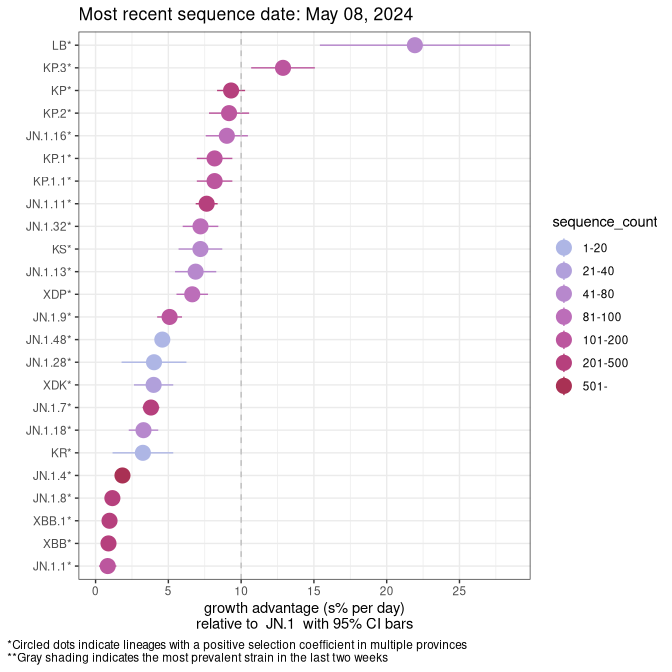 Most recent sequence date: May 08, 2024
LB*
KP.3*
KP*
KP.2*
JN.1.16*
KP.1*
KP.1.1*
JN.1.11*
JN.1.32*
KS*
JN.1.13*
XDP*
JN.1.9*
JN.1.48*
JN.1.28*
XDK*
JN.1.7*
JN.1.18*
KR*
JN.1.4*
JN.1.8*
XBB.1*
XBB*
JN.1.1*
0 5 10 15 20 25
growth advantage (s% per day)
relative to JN.1 with 95% CI bars
sequence_count
1-20
21-40
41-80
81-100
101-200
201-500
501-
*Circled dots indicate lineages with a positive selection coefficient in multiple provinces
**Gray shading indicates the most prevalent strain in the last two weeks